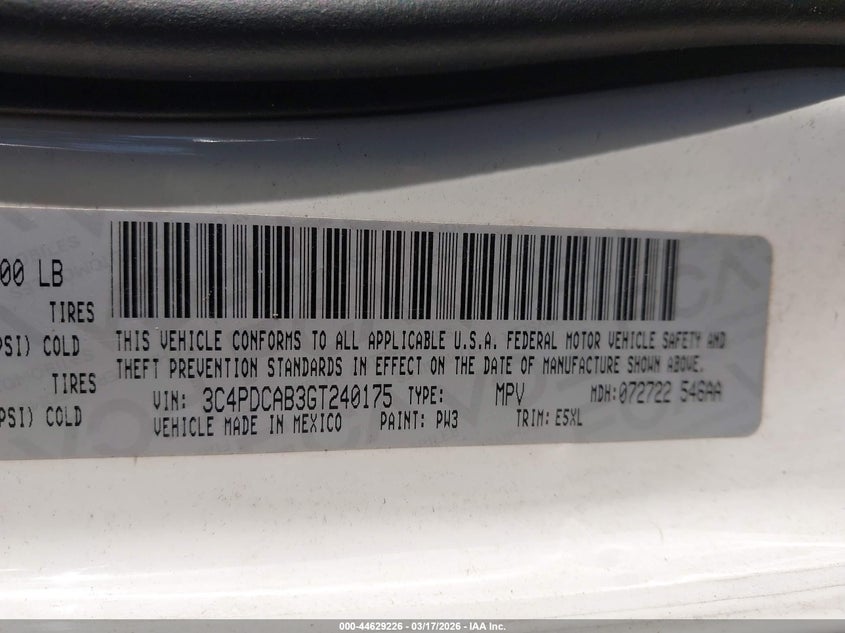 00 LB
TIRES
PSI) COLD
TIRES
PSI) COLD
THIS VEHICLE CONFORMS TO ALL APPLICABLE U.S.A. FEDERAL MOTOR VEHICLE SAFETY AND
THEFT PREVENTION STANDARDS IN EFFECT ON THE DATE OF MANUFACTURE SHOWN ABOVE.
VIN: 3C4PDCAB3GT240175 TYPE: MPV MDH: 072722 546AA
VEHICLE MADE IN MEXICO PAINT: PW3 TRIM: E5XL
000-44629226 - 03/17/2026 - IAA Inc.